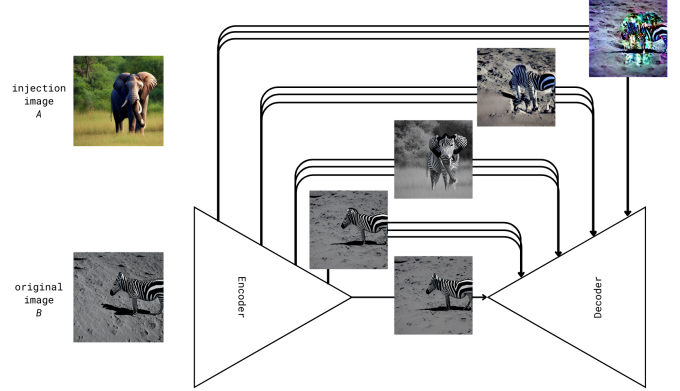 injection
image
A
original
image
B
Encoder
Decoder